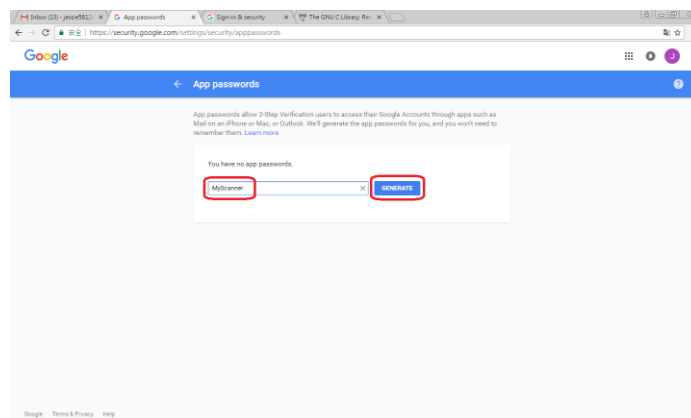 Inbox (13) - jessie5812
App passwords
Sign-in & security
The GNU C Library: Re
安全 | https://security.google.com/settings/security/apppasswords
Google
J
App passwords
App passwords allow 2-Step Verification users to access their Google Accounts through apps such as
Mail on an iPhone or Mac, or Outlook. We'll generate the app passwords for you, and you won't need to
remember them. Learn more
You have no app passwords.
MyScanner
GENERATE
Google Terms & Privacy Help